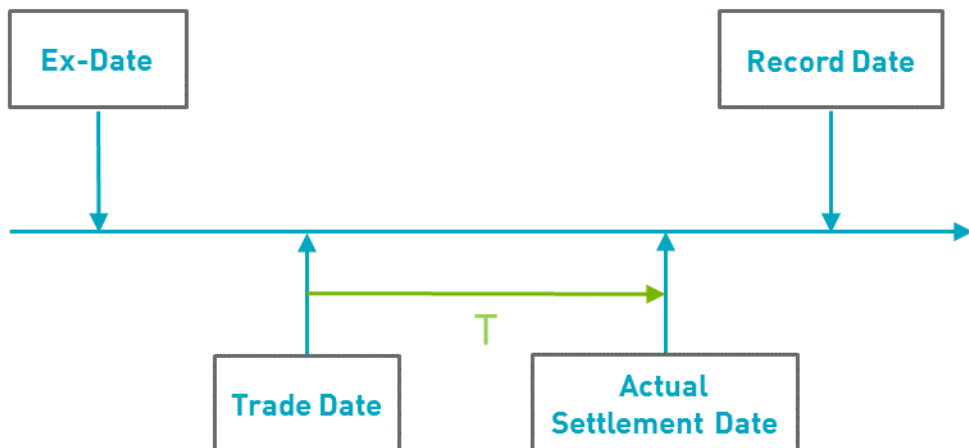 Ex-Date
Record Date
T
Trade Date
Actual
Settlement Date